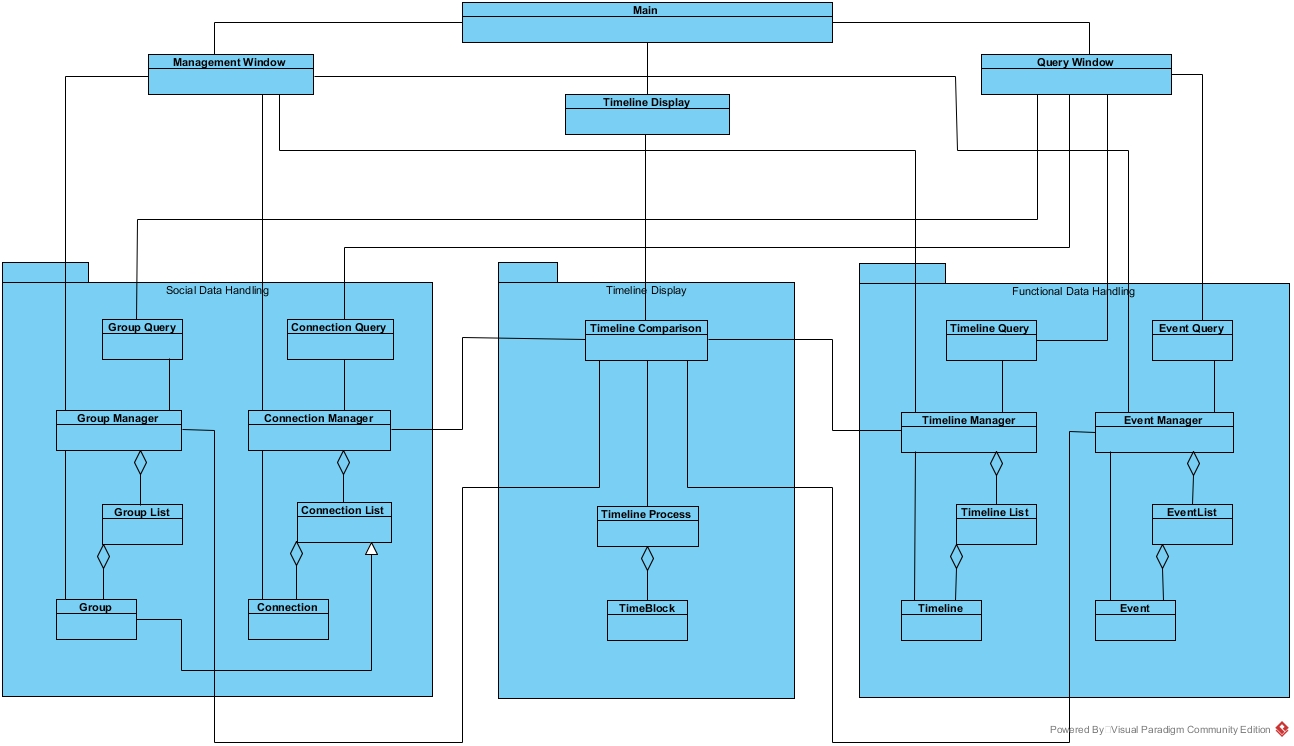 Main
Management Window
Query Window
Timeline Display
Social Data Handling
Timeline Display
Functional Data Handling
Group Query
Connection Query
Timeline Comparison
Timeline Query
Event Query
Group Manager
Connection Manager
Timeline Manager
Event Manager
Group List
Connection List
Timeline Process
Timeline List
EventList
Group
Connection
TimeBlock
Timeline
Event
Powered By Visual Paradigm Community Edition